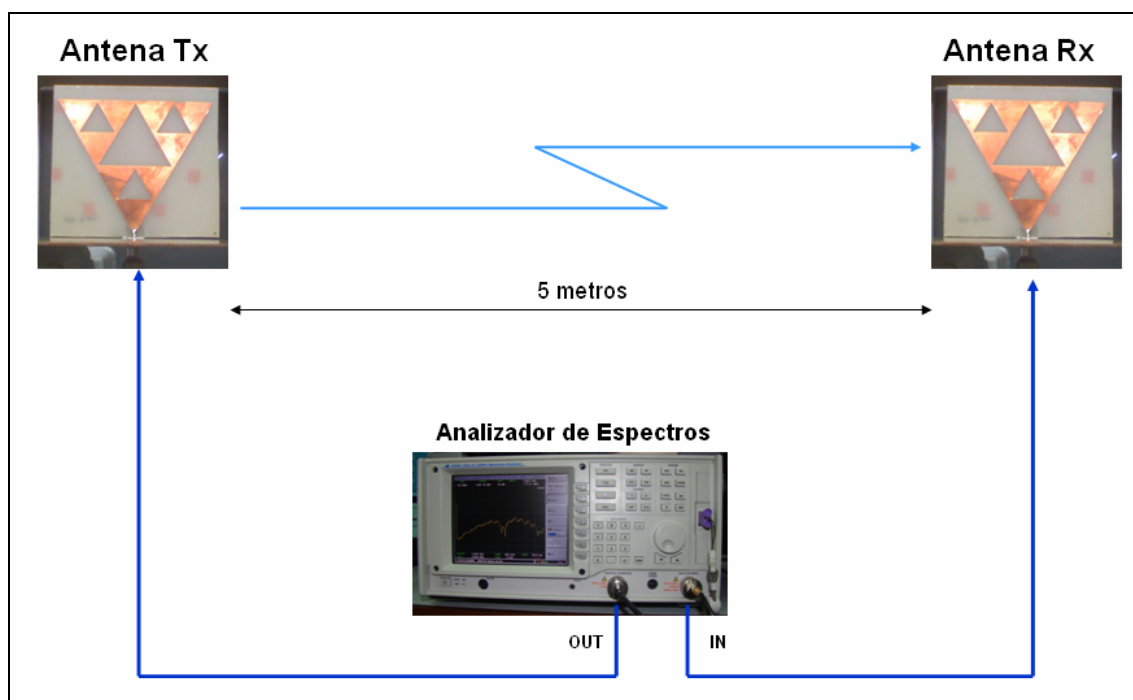 Antena Tx
Antena Rx
5 metros
Analizador de Espectros
OUT
IN